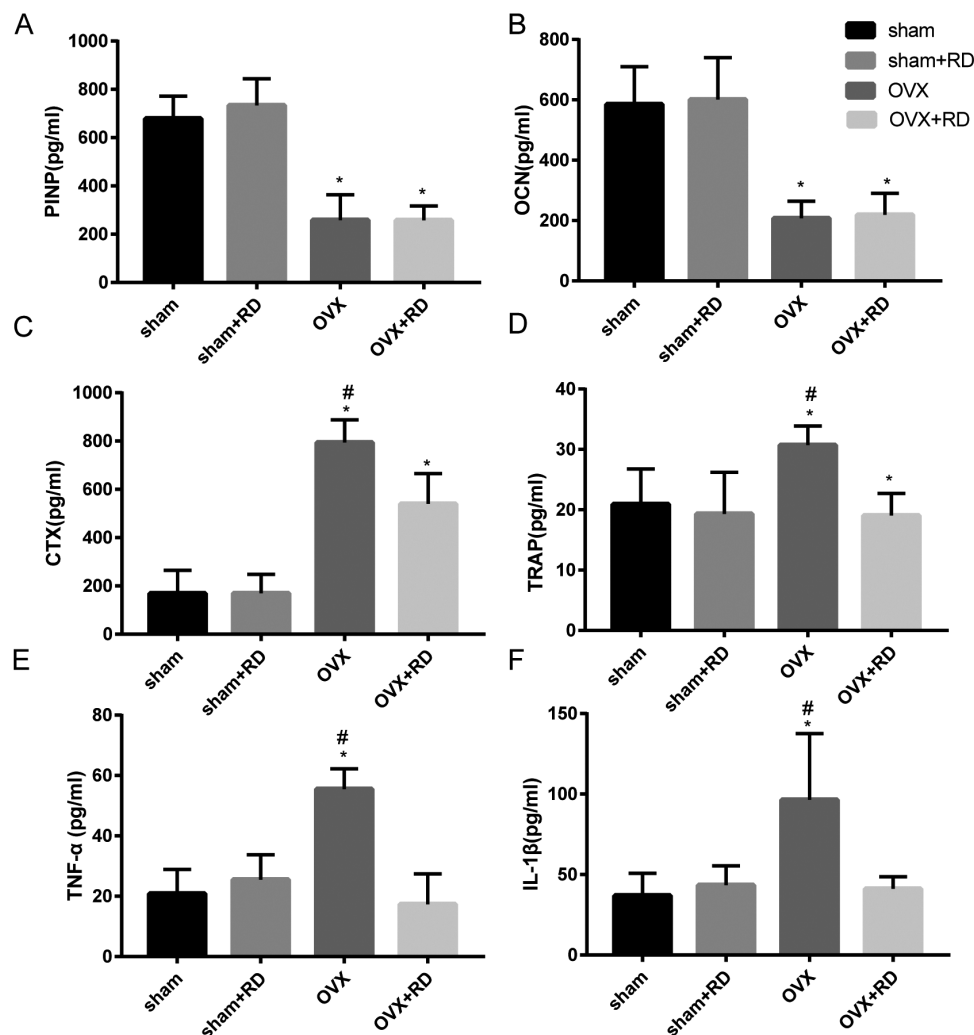 A
PINP(pg/ml)
1000
800
600
400
200
0
*
*
sham
sham+RD
OVX
OVX+RD
B
OCN(pg/ml)
800
600
400
200
0
*
*
sham
sham+RD
OVX
OVX+RD
sham
sham+RD
OVX
OVX+RD
C
CTX(pg/ml)
1000
800
600
400
200
0
#
*
*
sham
sham+RD
OVX
OVX+RD
D
TRAP(pg/ml)
40
30
20
10
0
#
*
*
sham
sham+RD
OVX
OVX+RD
E
TNF-α (pg/ml)
80
60
40
20
0
#
*
sham
sham+RD
OVX
OVX+RD
F
IL-1β(pg/ml)
150
100
50
0
#
*
sham
sham+RD
OVX
OVX+RD